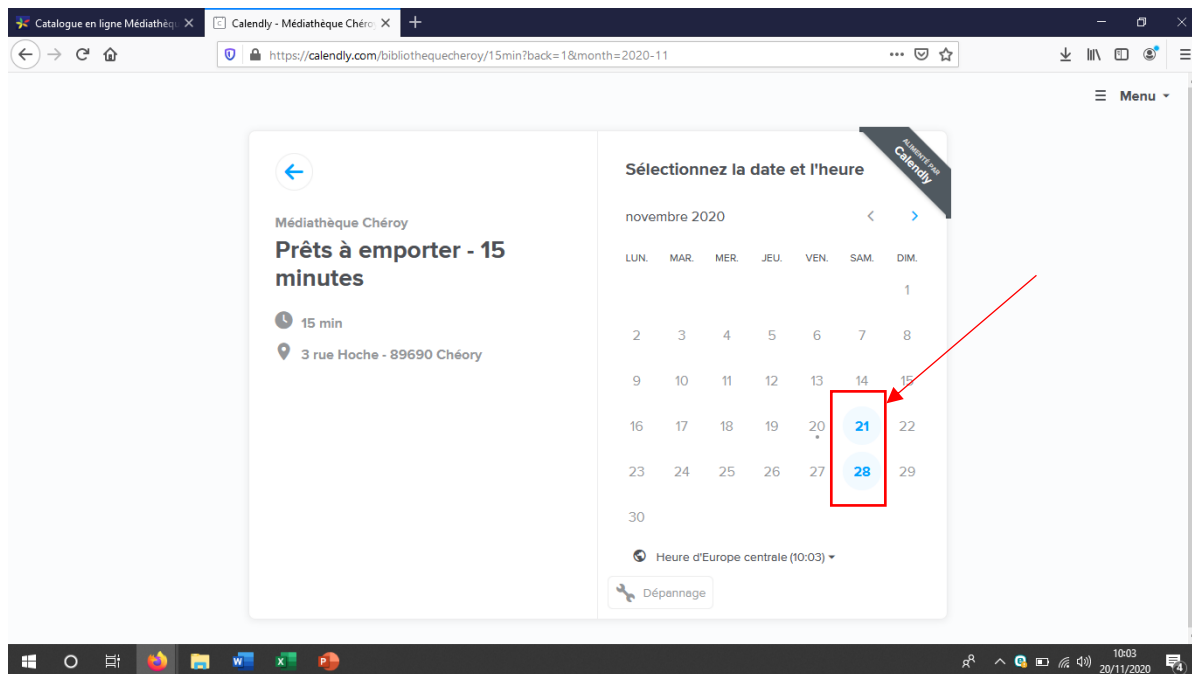 Catalogue en ligne Médiathèqu
Calendly - Médiathèque Chéroy
https://calendly.com/bibliothequecheroy/15min?back=1&month=2020-11
Menu
ALIMENTÉ PAR
Calendly
Médiathèque Chéroy
Prêts à emporter - 15
minutes
15 min
3 rue Hoche - 89690 Chéory
Sélectionnez la date et l'heure
novembre 2020
LUN. MAR. MER. JEU. VEN. SAM. DIM.
1
2 3 4 5 6 7 8
9 10 11 12 13 14 15
16 17 18 19 20 21 22
23 24 25 26 27 28 29
30
Heure d'Europe centrale (10:03)
Dépannage
10:03
20/11/2020
4